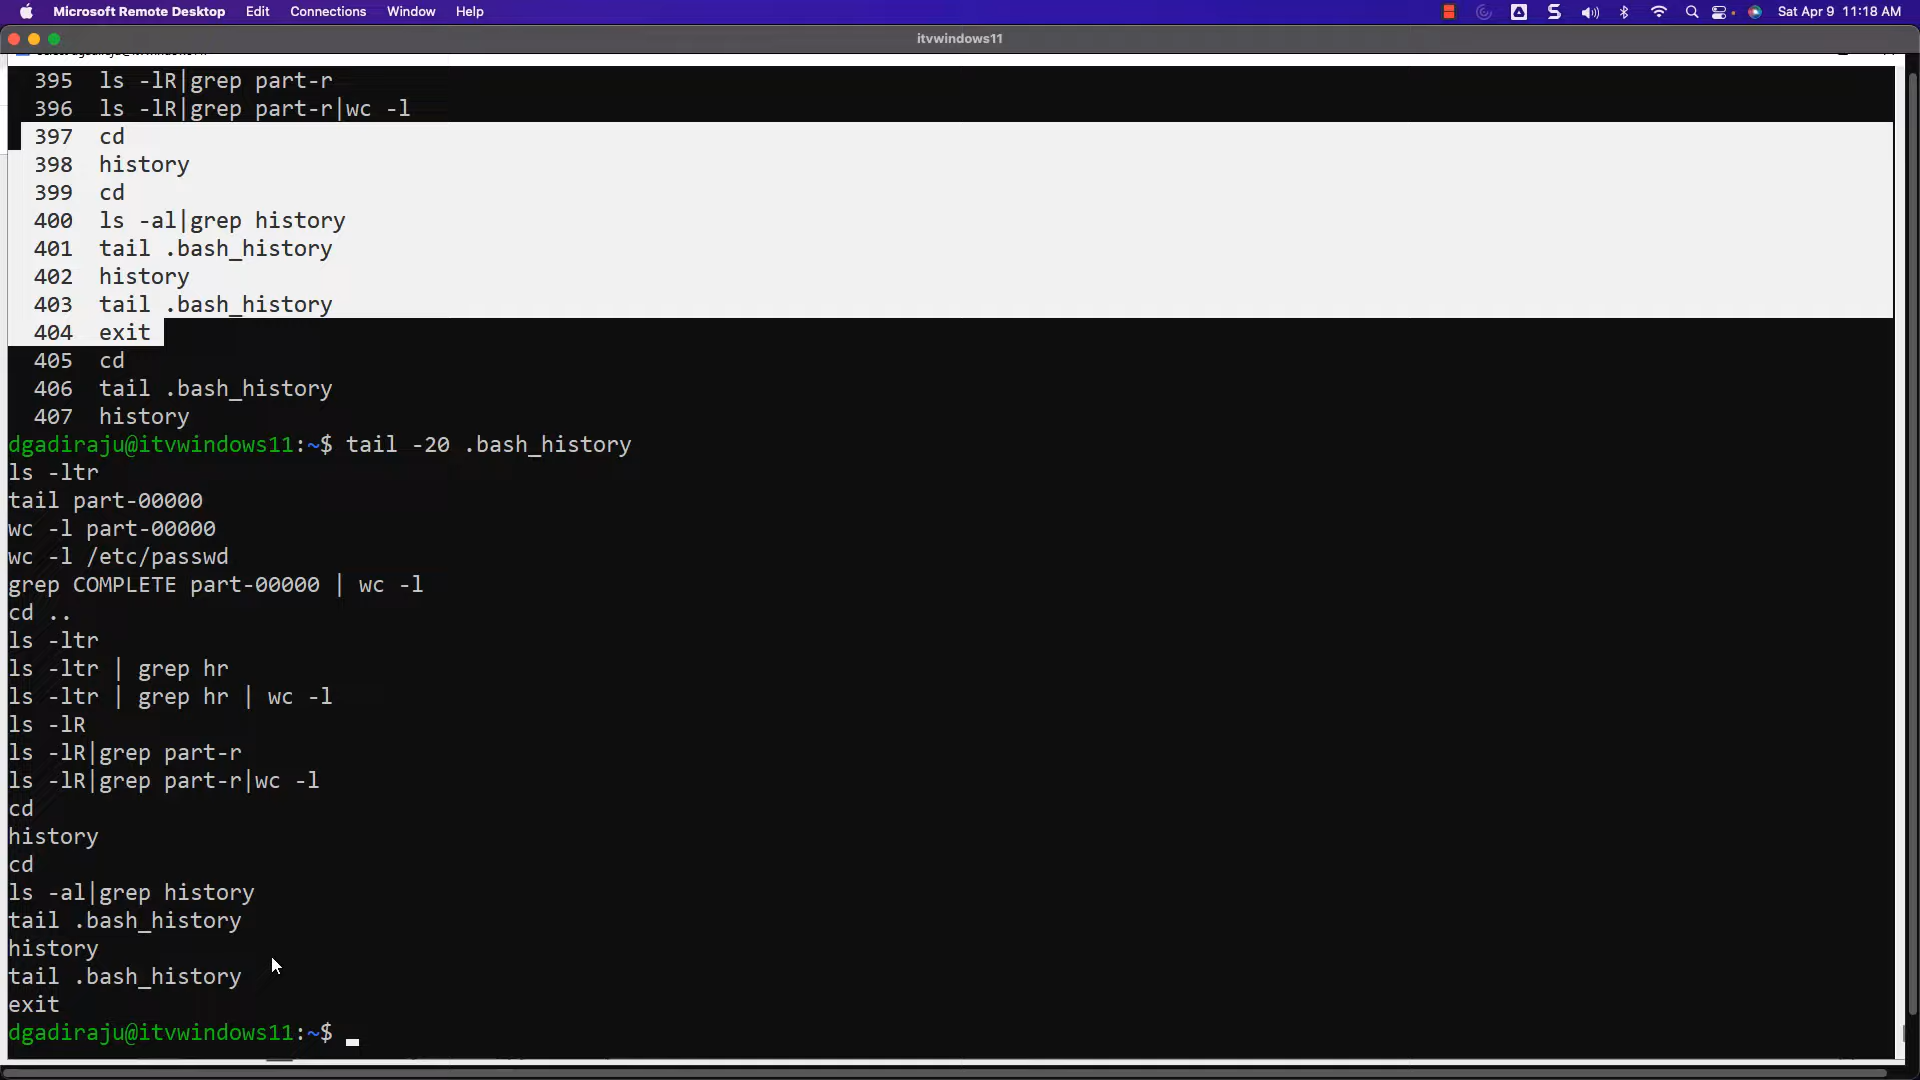 Microsoft Remote Desktop Edit Connections Window Help Sat Apr 9 11:18 AM
itvwindows11
395 ls -lR|grep part-r
396 ls -lR|grep part-r|wc -l
397 cd
398 history
399 cd
400 ls -al|grep history
401 tail .bash_history
402 history
403 tail .bash_history
404 exit
405 cd
406 tail .bash_history
407 history
dgadiraju@itvwindows11:~$ tail -20 .bash_history
ls -ltr
tail part-00000
wc -l part-00000
wc -l /etc/passwd
grep COMPLETE part-00000 | wc -l
cd ..
ls -ltr
ls -ltr | grep hr
ls -ltr | grep hr | wc -l
ls -lR
ls -lR|grep part-r
ls -lR|grep part-r|wc -l
cd
history
cd
ls -al|grep history
tail .bash_history
history
tail .bash_history
exit
dgadiraju@itvwindows11:~$